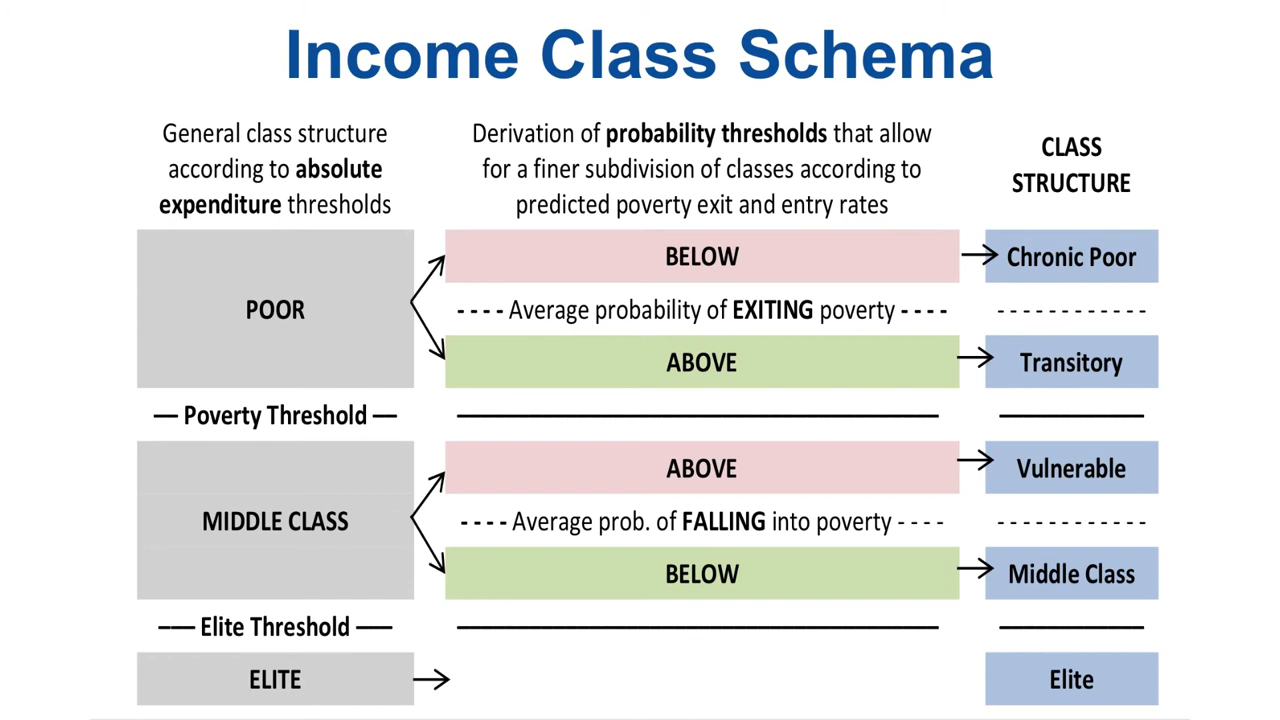 Income Class Schema
General class structure
according to absolute
expenditure thresholds
Derivation of probability thresholds that allow
for a finer subdivision of classes according to
predicted poverty exit and entry rates
CLASS
STRUCTURE
POOR
BELOW
Chronic Poor
Average probability of EXITING poverty
ABOVE
Transitory
Poverty Threshold
MIDDLE CLASS
ABOVE
Vulnerable
Average prob. of FALLING into poverty
BELOW
Middle Class
Elite Threshold
ELITE
Elite